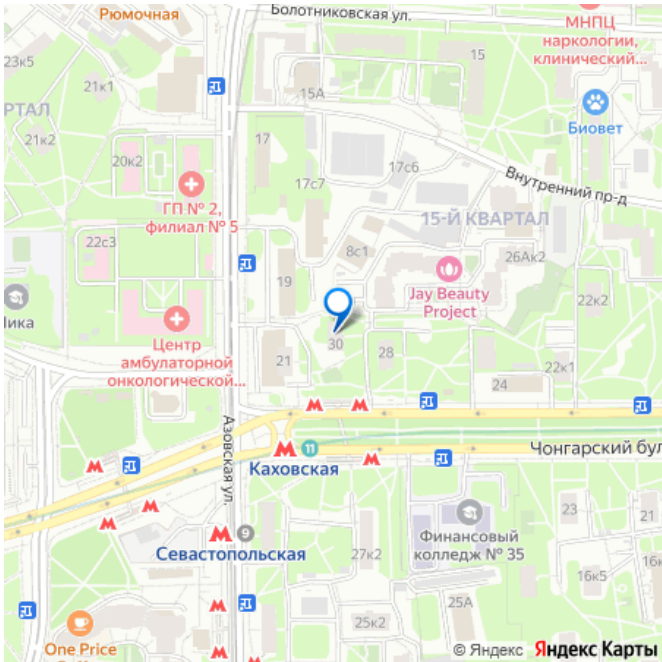 Рюмочная
Болотниковская ул.
МНПЦ
наркологии,
клинический...
23к5
21к1
15А
15
РТАЛ
21к2
20к2
17
17к6
17с7
Биовет
Внутренний пр-д
ГП № 2,
филиал № 5
15-Й КВАРТАЛ
22с3
8с1
26Ак2
19
Jay Beauty
Project
22к2
Центр
амбулаторной
онкологической...
21
30
28
22к1
24
Азовская ул.
11
Каховская
Чонгарский бул
9
Севастопольская
Финансовый
колледж № 35
23
27к2
16к5
25А
25к2
One Price
© Яндекс Яндекс Карты